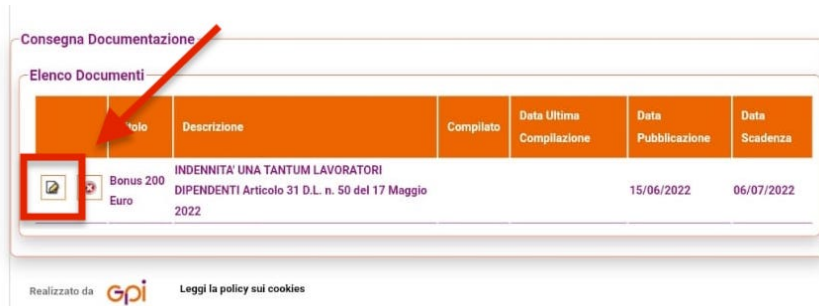 Consegna Documentazione
Elenco Documenti
Descrizione
Compilato
Data Ultima
Compilazione
Data
Pubblicazione
Data
Scadenza
Bonus 200
Euro
INDENNITA' UNA TANTUM LAVORATORI
DIPENDENTI Articolo 31 D.L. n. 50 del 17 Maggio
2022
15/06/2022
06/07/2022
Realizzato da
GPI
Leggi la policy sui cookies